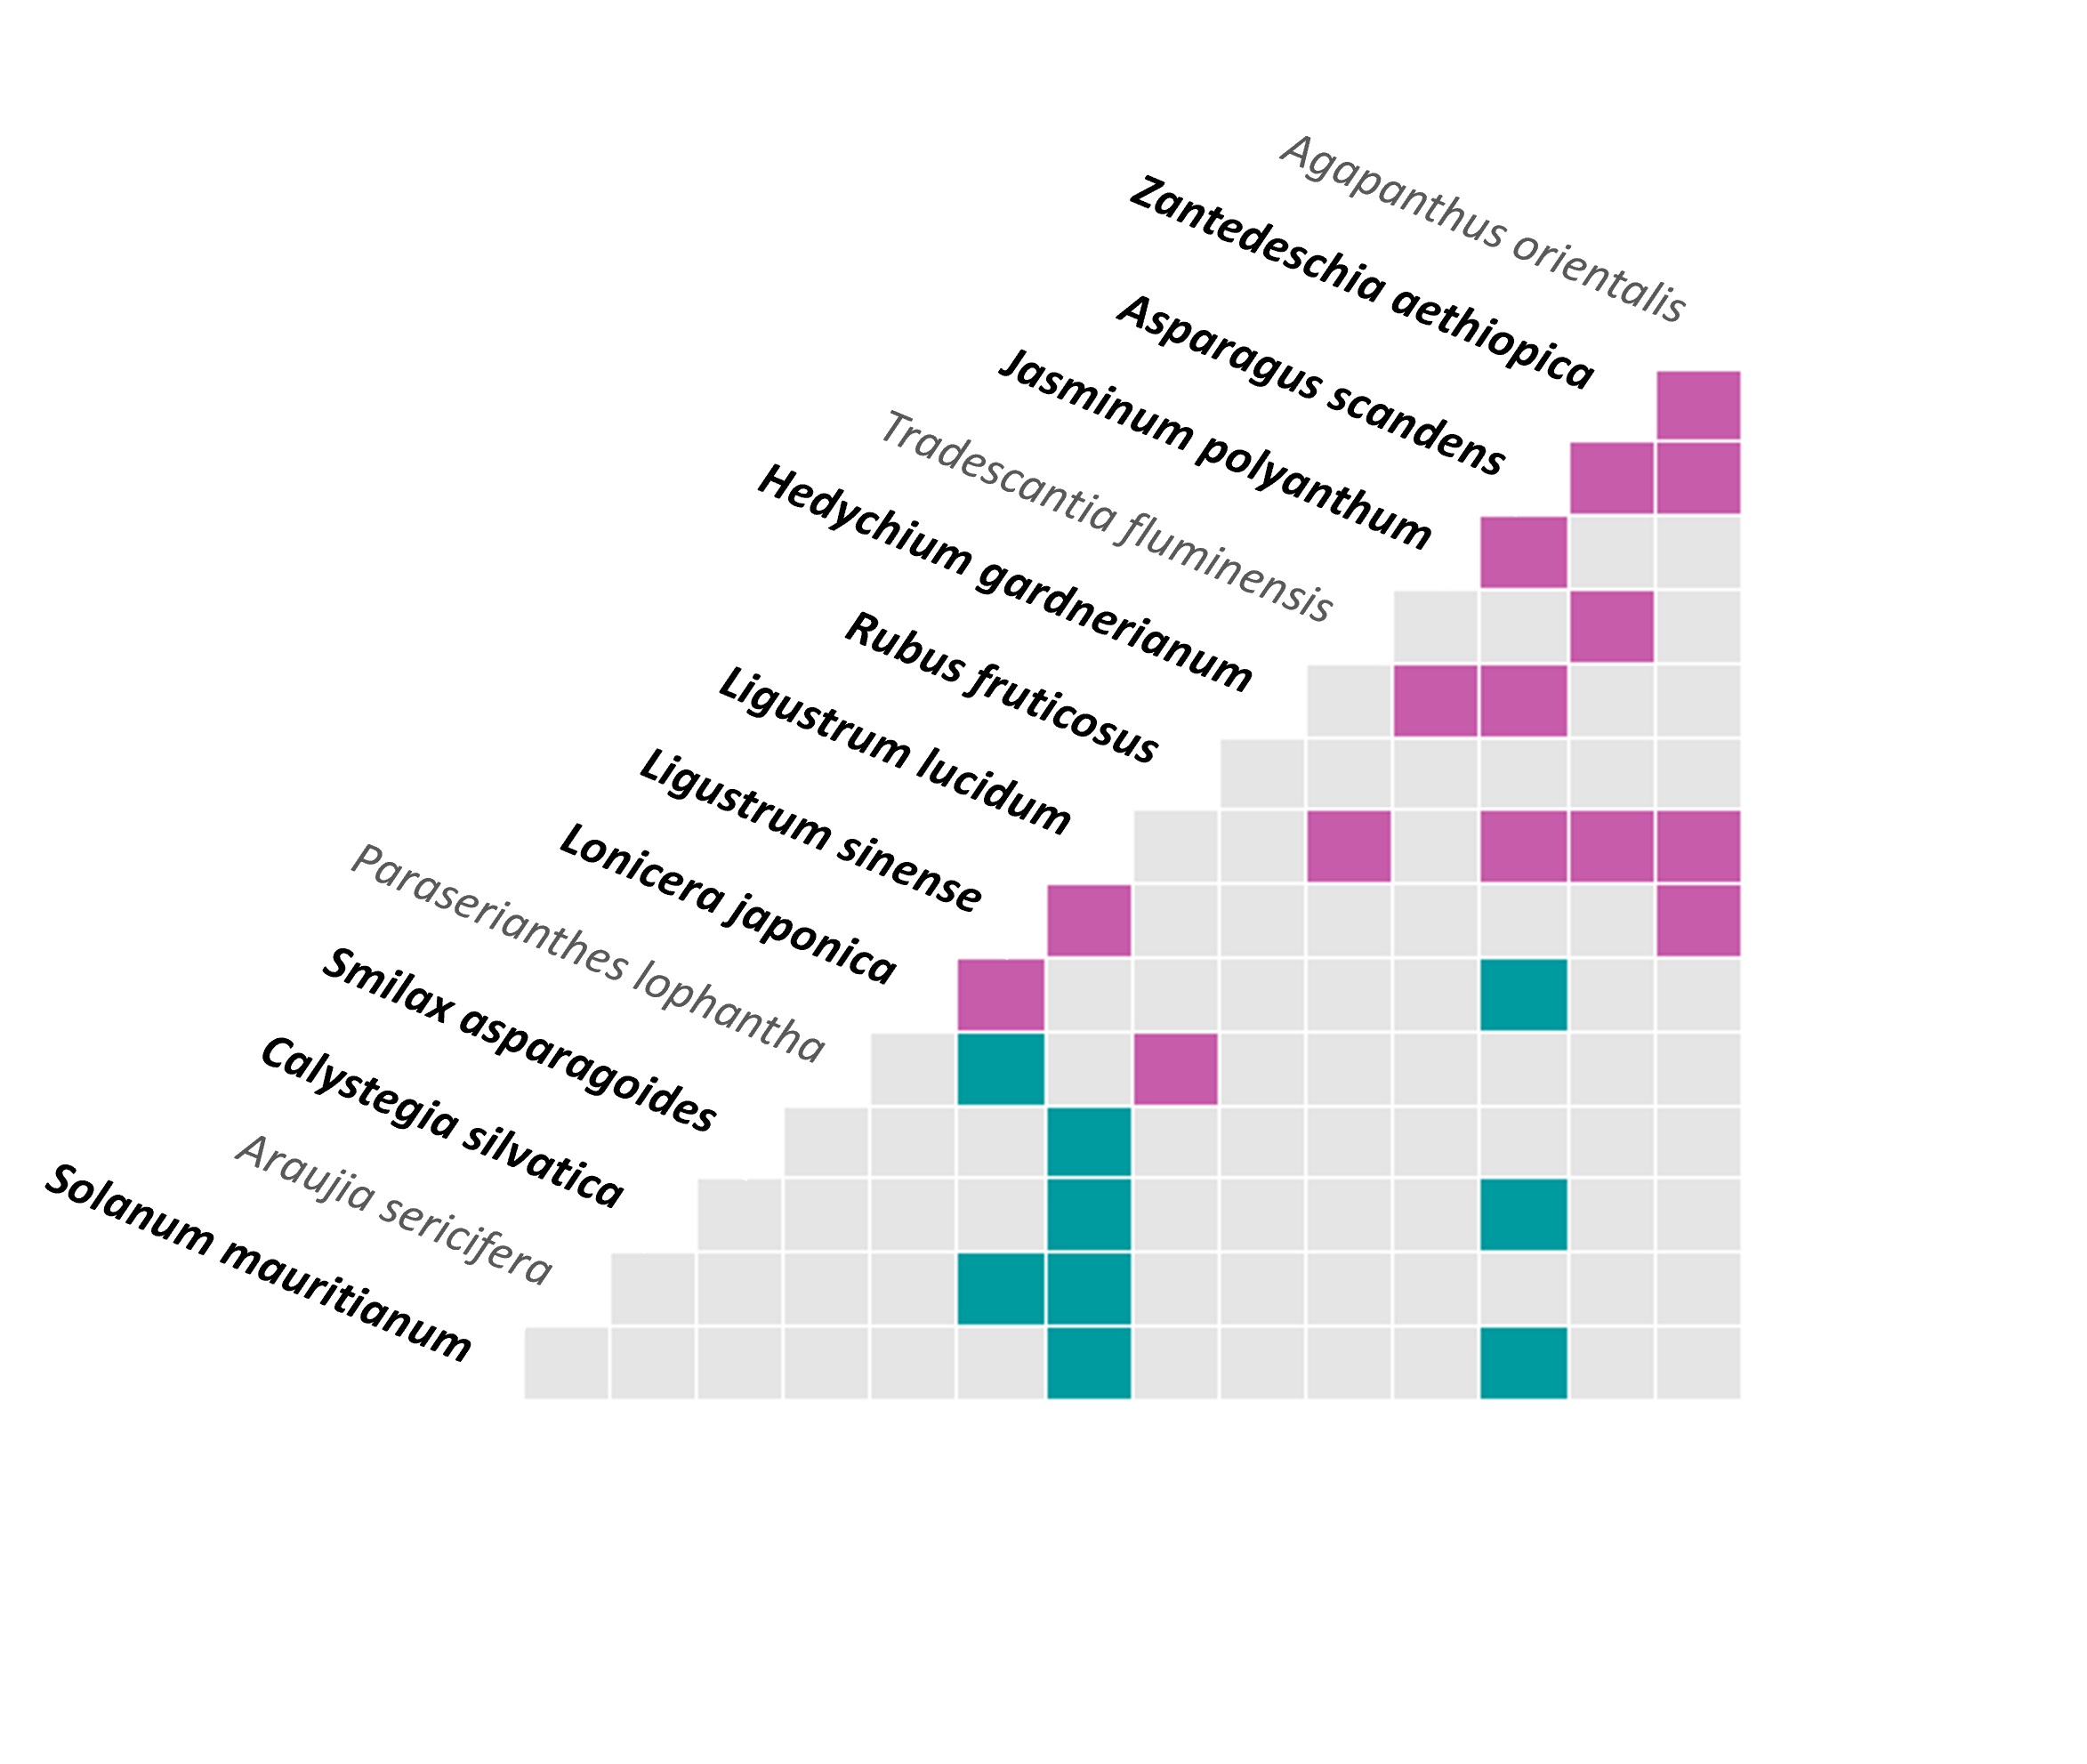 Agapanthus orientalis
Zantedeschia aethiopica
Asparagus scandens
Jasminum polyanthum
Tradescantia fluminensis
Hedychium gardnerianum
Rubus fruticosus
Ligustrum lucidum
Ligustrum sinense
Lonicera japonica
Paraserianthes lophantha
Smilax asparagoides
Calystegia silvatica
Araujia sericifera
Solanum mauritianum